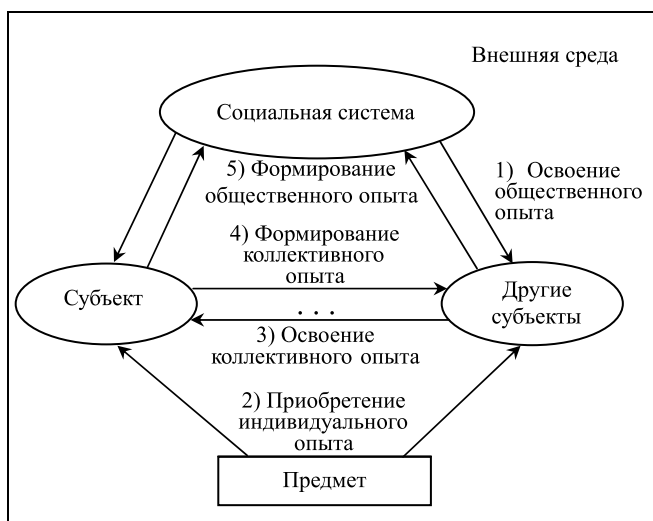 Внешняя среда
Социальная система
5) Формирование
общественного опыта
1) Освоение
общественного
опыта
4) Формирование
коллективного
опыта
Субъект
. . .
Другие
субъекты
3) Освоение
коллективного опыта
2) Приобретение
индивидуального
опыта
Предмет